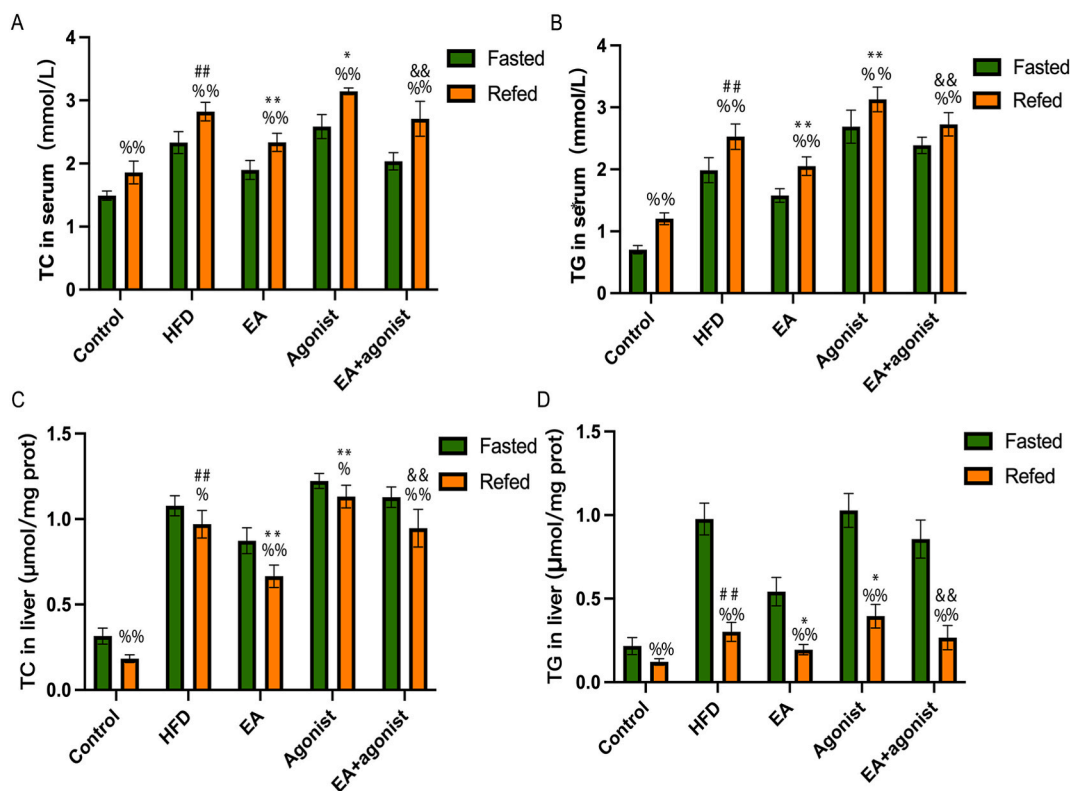 A
TC in serum (mmol/L)
4
3
2
1
0
%%
##
%%
**
%%
*
%%
&&
%%
Fasted
Refed
Control
HFD
EA
Agonist
EA+agonist
B
TG in serum (mmol/L)
*
4
3
2
1
0
%%
##
%%
**
%%
**
%%
&&
%%
Fasted
Refed
Control
HFD
EA
Agonist
EA+agonist
C
TC in liver (μmol/mg prot)
1.5
1.0
0.5
0.0
%%
##
%
**
%%
**
%
&&
%%
Fasted
Refed
Control
HFD
EA
Agonist
EA+agonist
D
TG in liver (μmol/mg prot)
1.5
1.0
0.5
0.0
%%
##
%%
*
%%
*
%%
&&
%%
Fasted
Refed
Control
HFD
EA
Agonist
EA+agonist